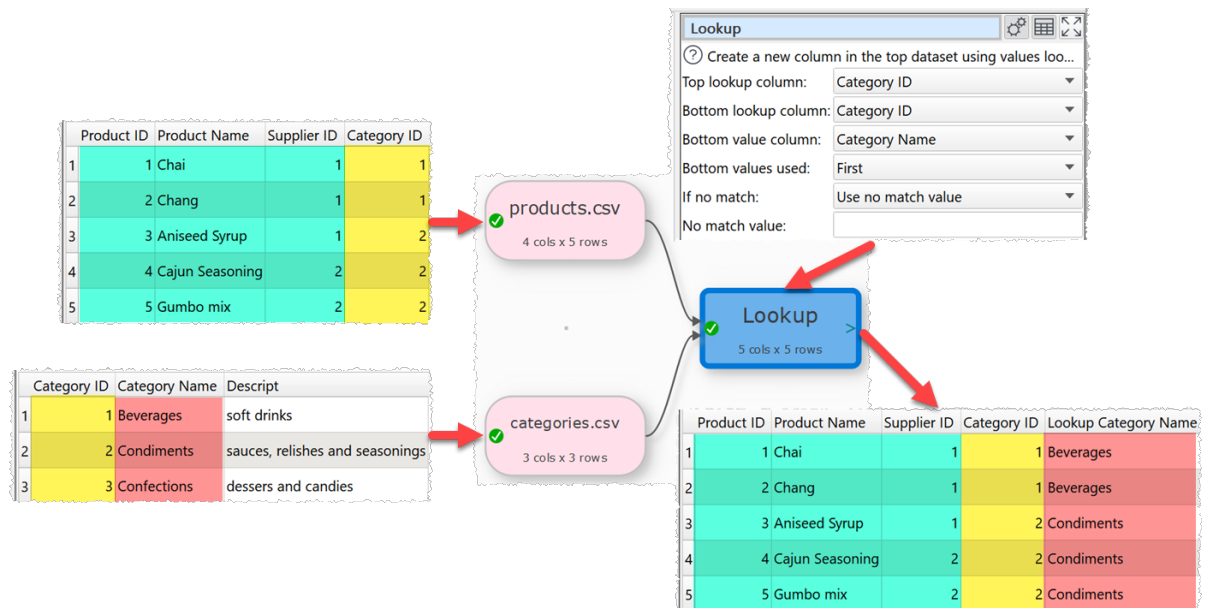 Lookup
Create a new column in the top dataset using values loo...
Top lookup column: Category ID
Bottom lookup column: Category ID
Bottom value column: Category Name
Bottom values used: First
If no match: Use no match value
No match value:
Product ID Product Name Supplier ID Category ID
1 1 Chai 1 1
2 2 Chang 1 1
3 3 Aniseed Syrup 1 2
4 4 Cajun Seasoning 2 2
5 5 Gumbo mix 2 2
products.csv
4 cols x 5 rows
Lookup
5 cols x 5 rows
>
Category ID Category Name Descript
1 1 Beverages soft drinks
2 2 Condiments sauces, relishes and seasonings
3 3 Confections dessers and candies
categories.csv
3 cols x 3 rows
Product ID Product Name Supplier ID Category ID Lookup Category Name
1 1 Chai 1 1 Beverages
2 2 Chang 1 1 Beverages
3 3 Aniseed Syrup 1 2 Condiments
4 4 Cajun Seasoning 2 2 Condiments
5 5 Gumbo mix 2 2 Condiments